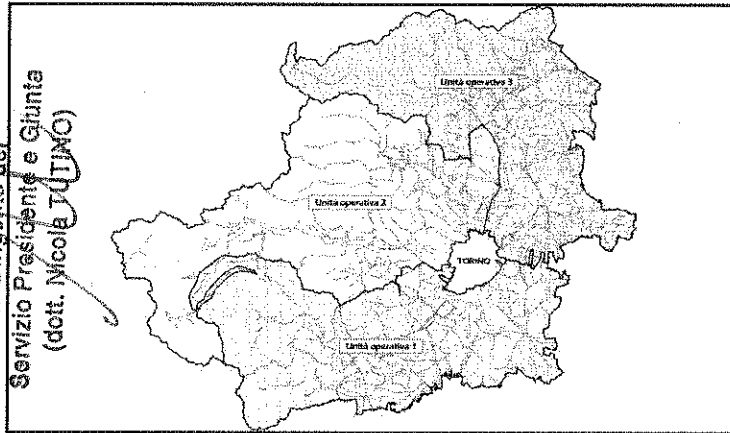 Servizio Presidente e Giunta
(dott. Nicola TUTINO)
Unità operativa 3
Unità operativa 2
TORINO
Unità operativa 1